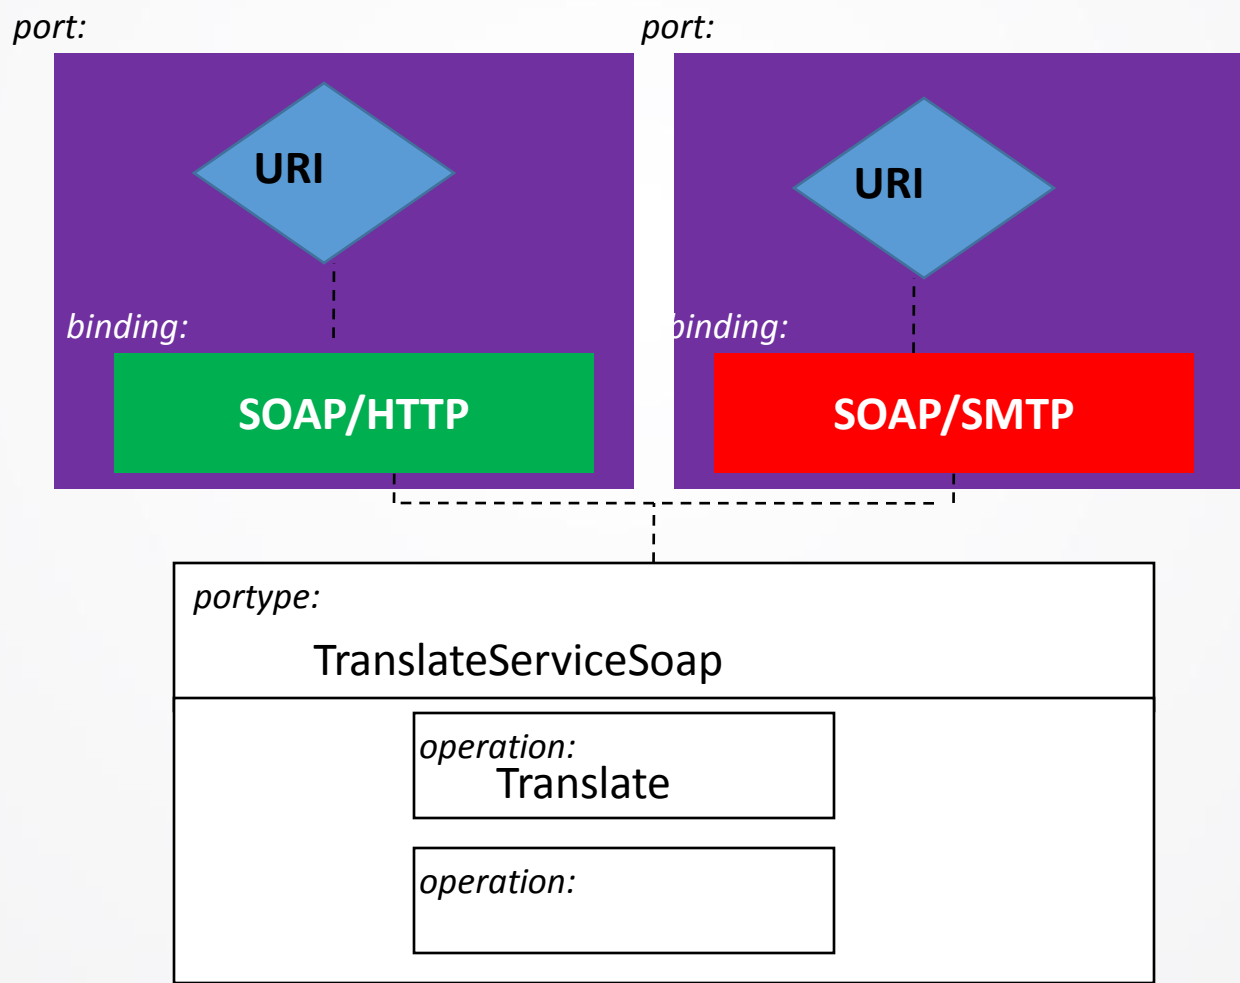 port:
port:
URI
URI
binding:
binding:
SOAP/HTTP
SOAP/SMTP
portype:
TranslateServiceSoap
operation:
Translate
operation: